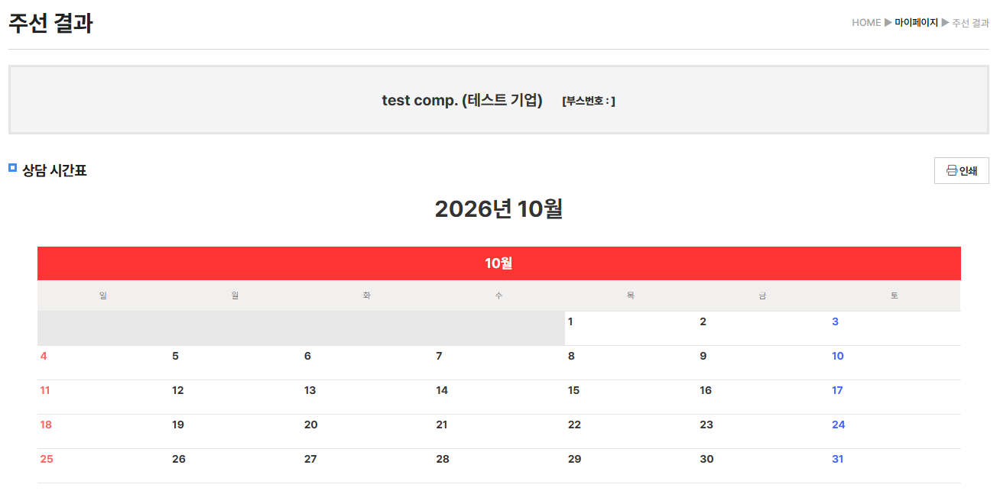 주선 결과
HOME ▶ 마이페이지 ▶ 주선 결과
test comp. (테스트 기업) [부스번호 : ]
상담 시간표
인쇄
2026년 10월
10월
일 월 화 수 목 금 토
1 2 3
4 5 6 7 8 9 10
11 12 13 14 15 16 17
18 19 20 21 22 23 24
25 26 27 28 29 30 31